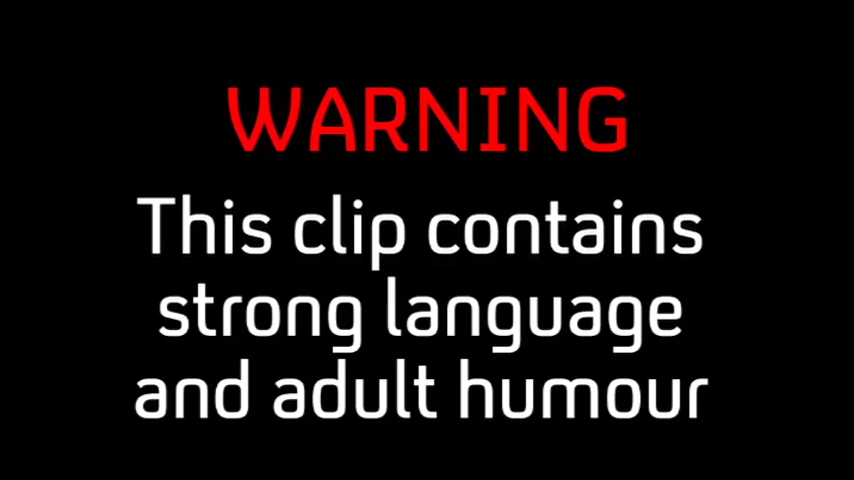 WARNING
This clip contains
strong language
and adult humour